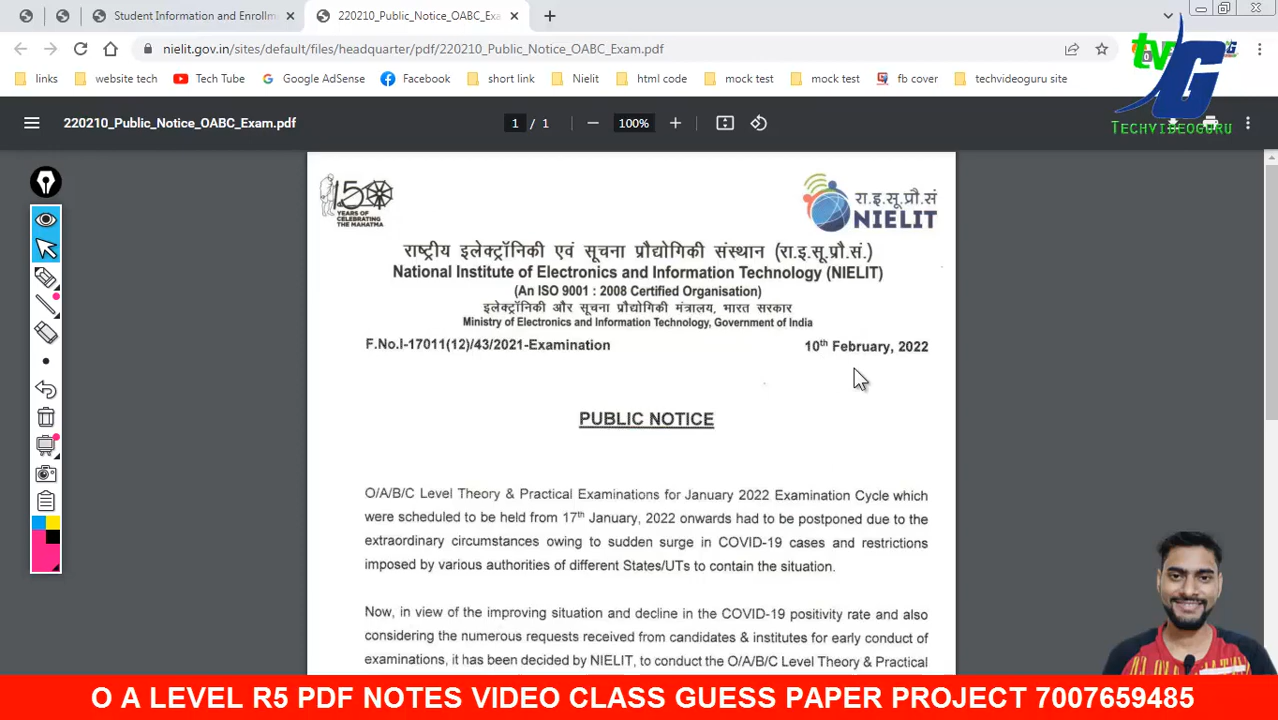 Student Information and Enrollm
220210_Public_Notice_OABC_Exa
nielit.gov.in/sites/default/files/headquarter/pdf/220210_Public_Notice_OABC_Exam.pdf
links
website tech
Tech Tube
Google AdSense
Facebook
short link
Nielit
html code
mock test
mock test
fb cover
techvideoguru site
tvG
TECHVIDEOGURU
220210_Public_Notice_OABC_Exam.pdf
1 / 1
100%
150
YEARS OF
CELEBRATING
THE MAHATMA
रा.इ.सू.प्रौ.सं
NIELIT
राष्ट्रीय इलेक्ट्रॉनिकी एवं सूचना प्रौद्योगिकी संस्थान (रा.इ.सू.प्रौ.सं.)
National Institute of Electronics and Information Technology (NIELIT)
(An ISO 9001 : 2008 Certified Organisation)
इलेक्ट्रॉनिकी और सूचना प्रौद्योगिकी मंत्रालय, भारत सरकार
Ministry of Electronics and Information Technology, Government of India
F.No.I-17011(12)/43/2021-Examination
10th February, 2022
PUBLIC NOTICE
O/A/B/C Level Theory & Practical Examinations for January 2022 Examination Cycle which
were scheduled to be held from 17th January, 2022 onwards had to be postponed due to the
extraordinary circumstances owing to sudden surge in COVID-19 cases and restrictions
imposed by various authorities of different States/UTs to contain the situation.
Now, in view of the improving situation and decline in the COVID-19 positivity rate and also
considering the numerous requests received from candidates & institutes for early conduct of
examinations, it has been decided by NIELIT, to conduct the O/A/B/C Level Theory & Practical
O A LEVEL R5 PDF NOTES VIDEO CLASS GUESS PAPER PROJECT 7007659485